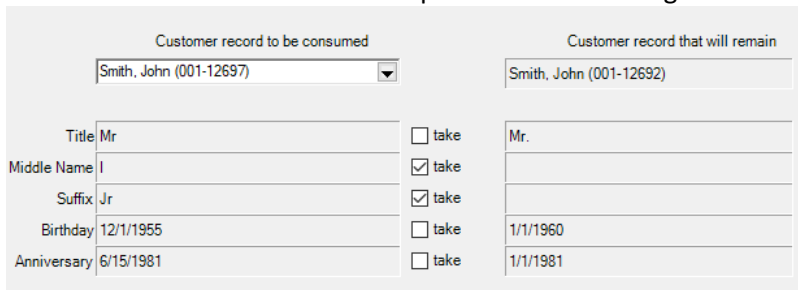 Customer record to be consumed Customer record that will remain
Smith, John (001-12697) Smith, John (001-12692)
Title Mr take Mr.
Middle Name I take
Suffix Jr take
Birthday 12/1/1955 take 1/1/1960
Anniversary 6/15/1981 take 1/1/1981